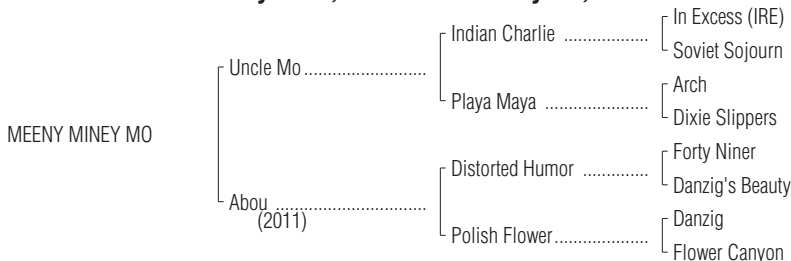 In Excess (IRE)
Indian Charlie ..................
Soviet Sojourn
Uncle Mo ..........................
Arch
Playa Maya ......................
Dixie Slippers
MEENY MINEY MO
Forty Niner
Distorted Humor ..............
Danzig's Beauty
Abou ................................
(2011)
Danzig
Polish Flower....................
Flower Canyon